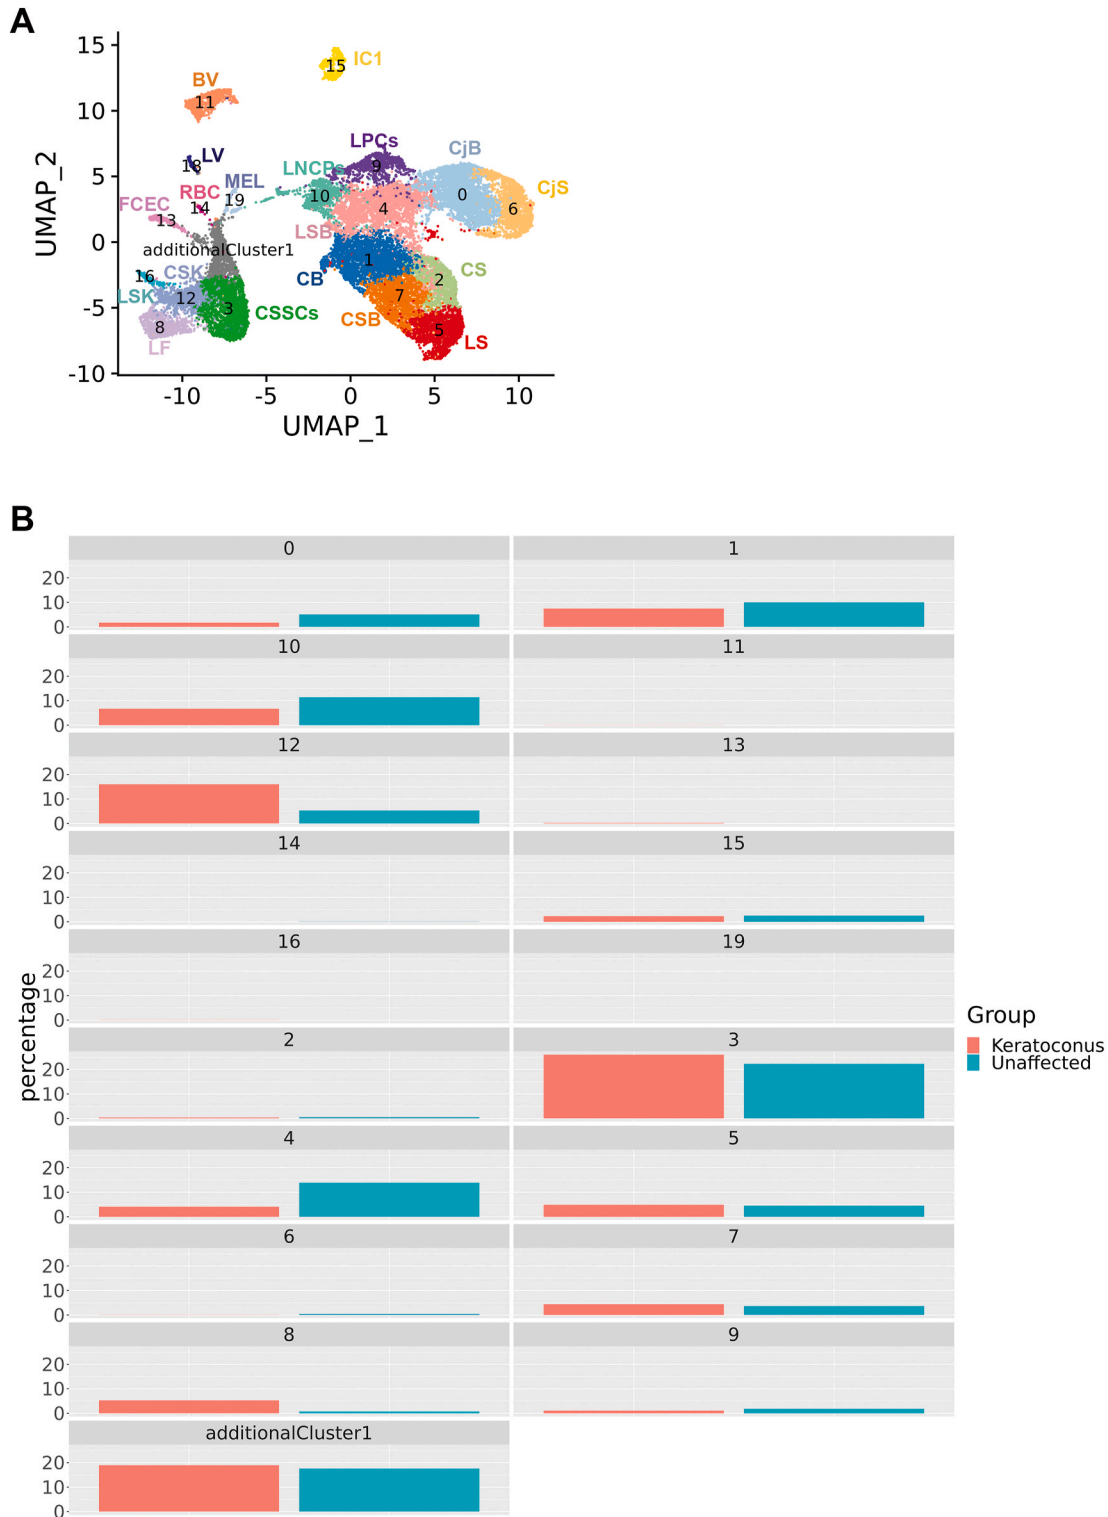 A
15
10
5
0
-5
-10
UMAP_2
-10 -5 0 5 10
UMAP_1
IC1
15
BV
11
LV
18
LPCs
9
CjB
0
CjS
6
LNCPs
10
MEL
19
RBC
14
FCEC
13
4
LSB
additionalCluster1
1
CB
CS
2
16
CSK
LSK
12
3
CSSCs
7
CSB
5
LS
8
LF
B
percentage
0 1
20
10
0
10 11
20
10
0
12 13
20
10
0
14 15
20
10
0
16 19
20
10
0
2 3
20
10
0
4 5
20
10
0
6 7
20
10
0
8 9
20
10
0
additionalCluster1
20
10
0
Group
Keratoconus
Unaffected